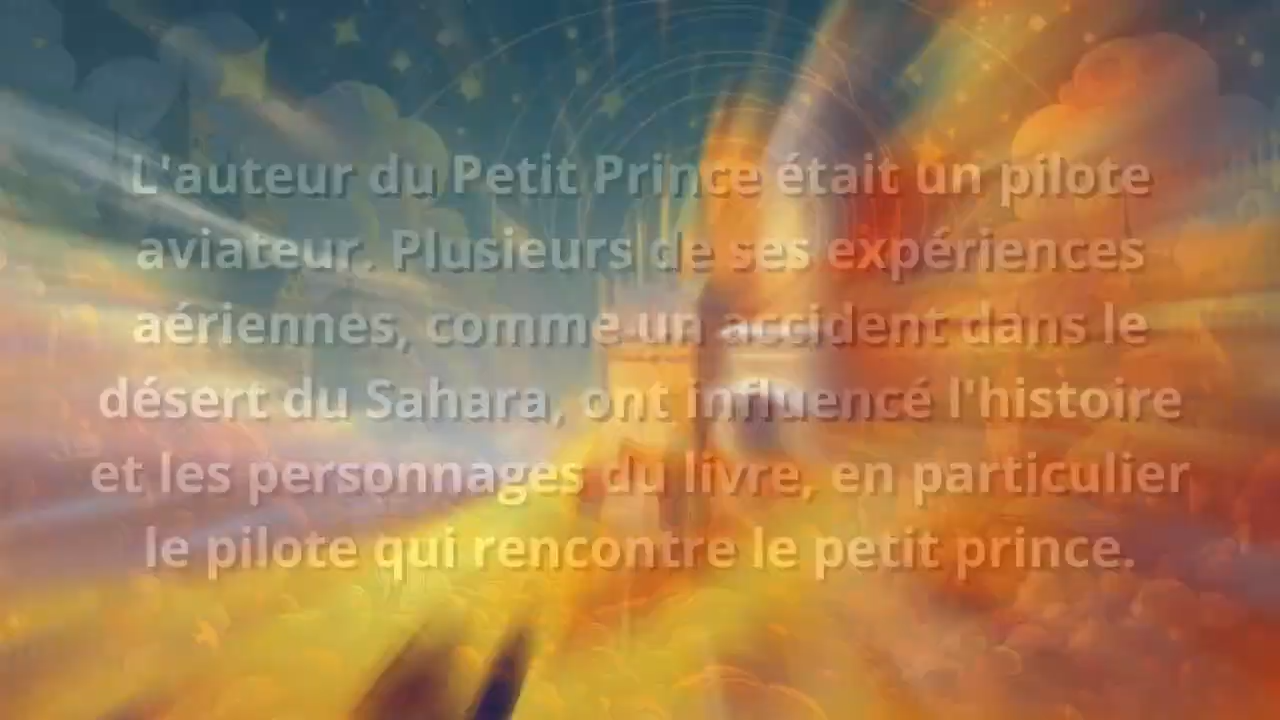 L'auteur du Petit Prince était un pilote
aviateur. Plusieurs de ses expériences
aériennes, comme un accident dans le
désert du Sahara, ont influencé l'histoire
et les personnages du livre, en particulier
le pilote qui rencontre le petit prince.